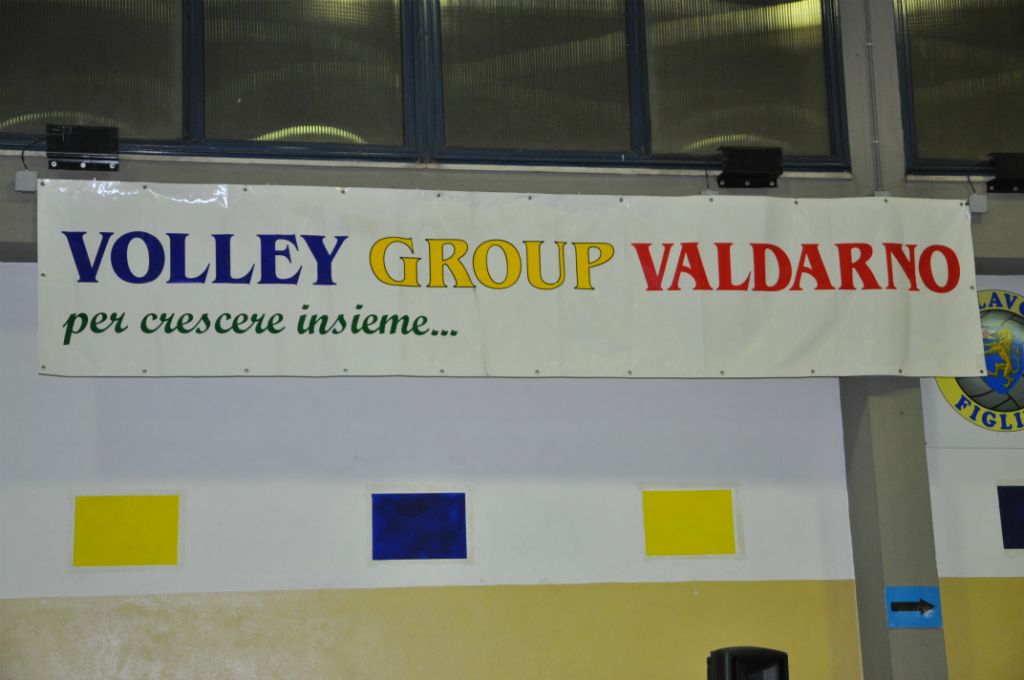 VOLLEY GROUP VALDARNO
per crescere insieme...